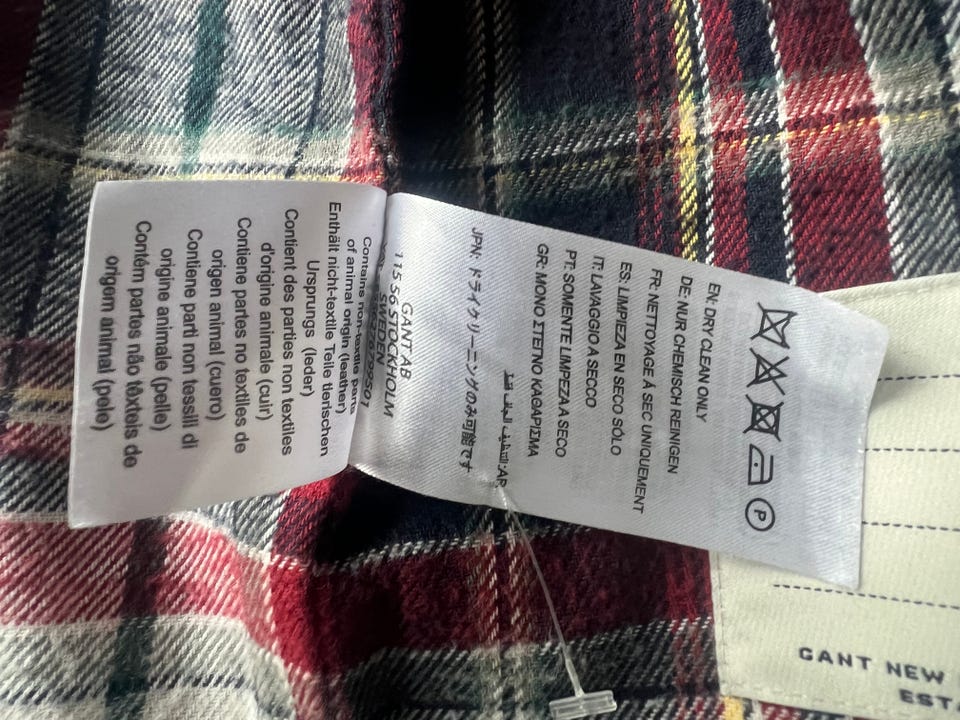 EN: DRY CLEAN ONLY
DE: NUR CHEMISCH REINIGEN
FR: NETTOYAGE À SEC UNIQUEMENT
ES: LIMPIEZA EN SECO SÓLO
IT: LAVAGGIO A SECCO
PT: SOMENTE LIMPEZA A SECO
GR: ΜΟΝΟ ΣΤΕΓΝΟ ΚΑΘΑΡΙΣΜΑ
JPN: ドライクリーニングのみ可能です
AR: التنظيف الجاف فقط
GANT AB
115 56 STOCKHOLM
SWEDEN
Contains non-textile parts
of animal origin (leather)
Enthält nicht-textile Teile tierischen
Ursprungs (leder)
Contient des parties non textiles
d'origine animale (cuir)
Contiene partes no textiles de
origen animal (cuero)
Contiene parti non tessili di
origine animale (pelle)
Contém partes não têxteis de
origem animal (pele)
P
GANT NEW
EST